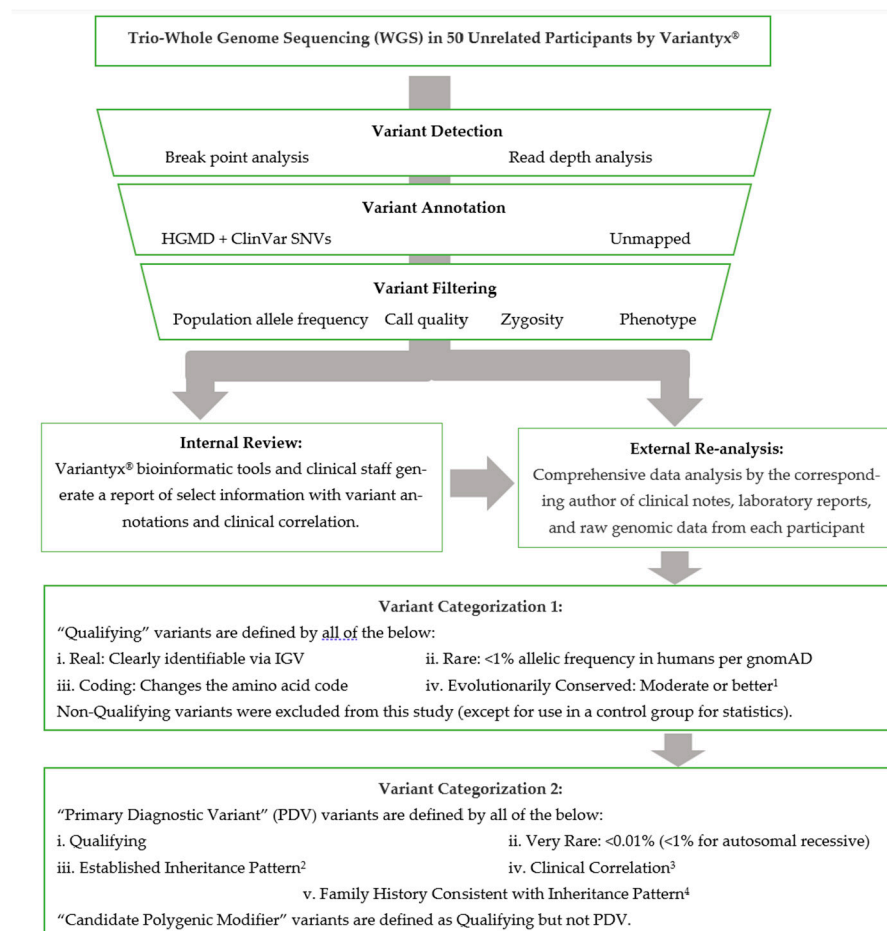 Trio-Whole Genome Sequencing (WGS) in 50 Unrelated Participants by Variantyx®
Variant Detection
Break point analysis Read depth analysis
Variant Annotation
HGMD + ClinVar SNVs Unmapped
Variant Filtering
Population allele frequency Call quality Zygosity Phenotype
Internal Review:
Variantyx® bioinformatic tools and clinical staff gen-
erate a report of select information with variant an-
notations and clinical correlation.
External Re-analysis:
Comprehensive data analysis by the correspond-
ing author of clinical notes, laboratory reports,
and raw genomic data from each participant
Variant Categorization 1:
“Qualifying” variants are defined by all of the below:
i. Real: Clearly identifiable via IGV ii. Rare: <1% allelic frequency in humans per gnomAD
iii. Coding: Changes the amino acid code iv. Evolutionarily Conserved: Moderate or better¹
Non-Qualifying variants were excluded from this study (except for use in a control group for statistics).
Variant Categorization 2:
“Primary Diagnostic Variant” (PDV) variants are defined by all of the below:
i. Qualifying ii. Very Rare: <0.01% (<1% for autosomal recessive)
iii. Established Inheritance Pattern² iv. Clinical Correlation³
v. Family History Consistent with Inheritance Pattern⁴
“Candidate Polygenic Modifier” variants are defined as Qualifying but not PDV.